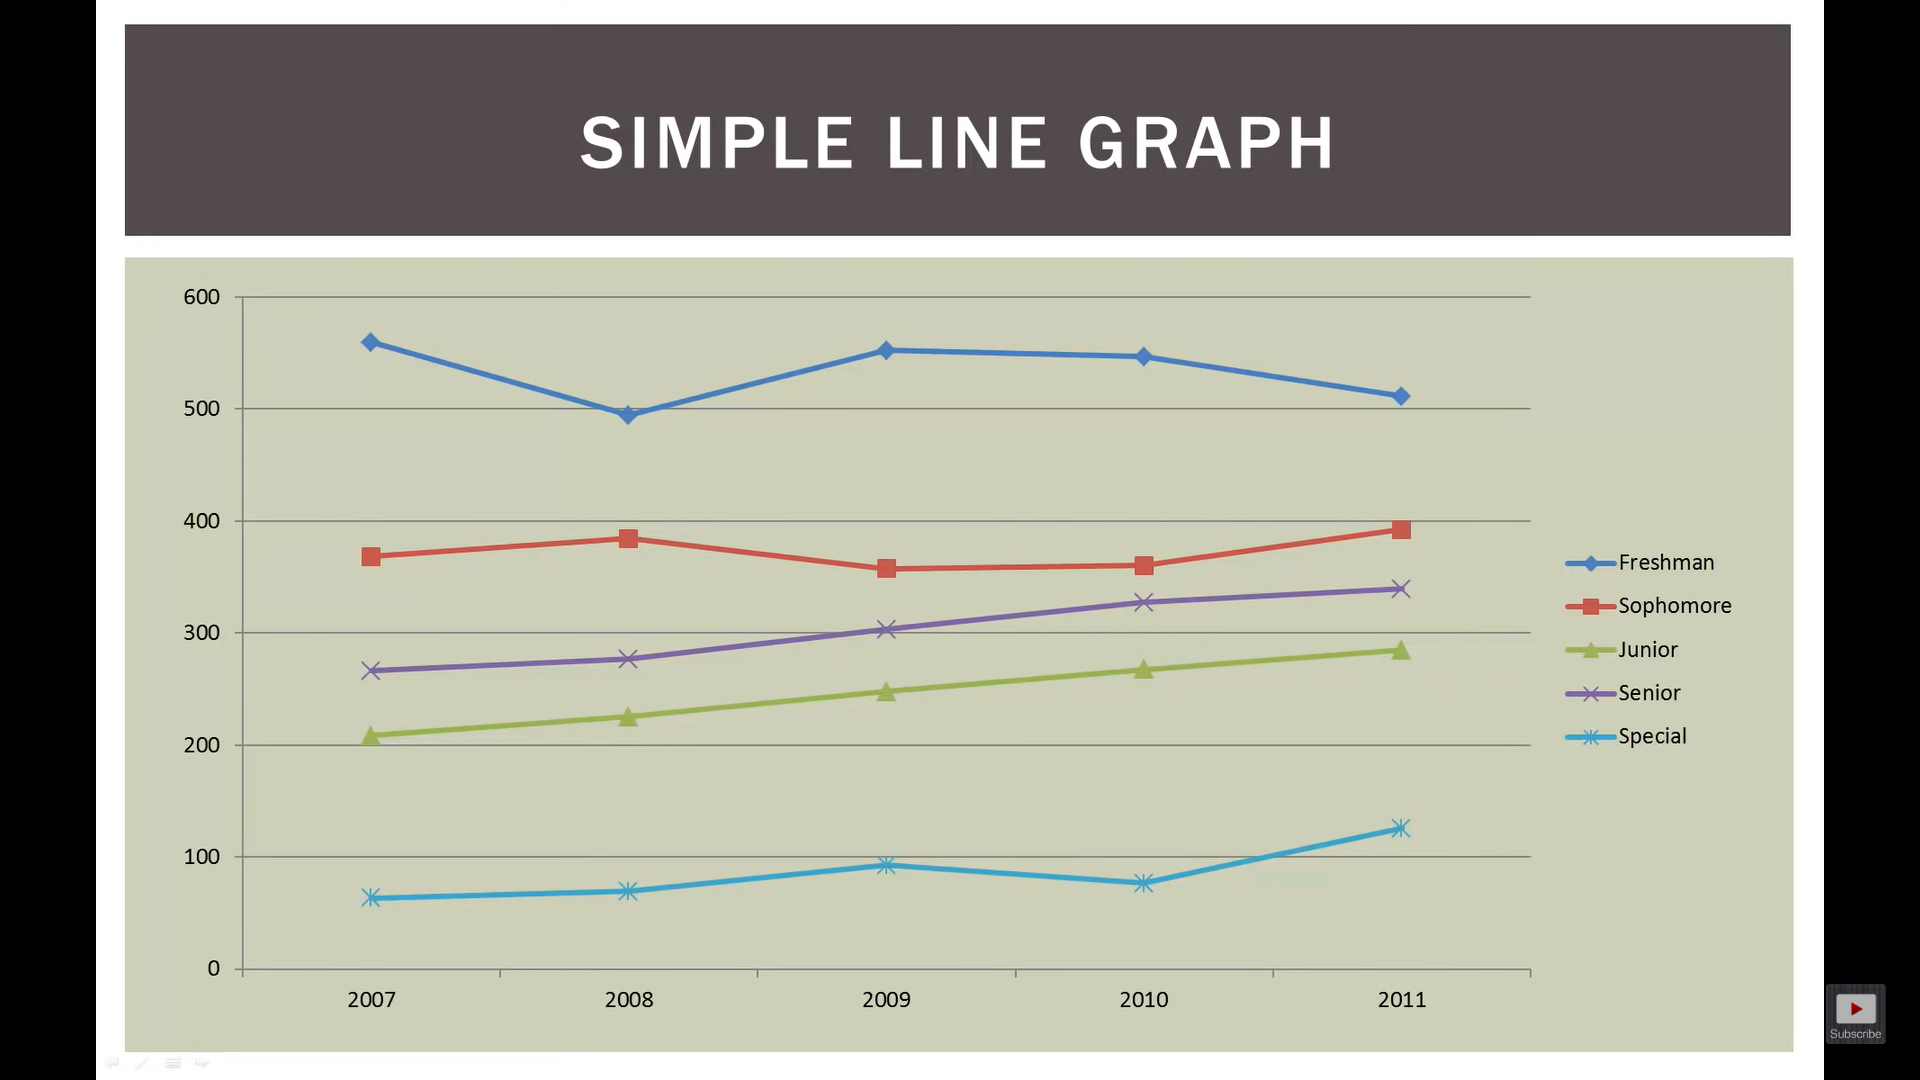 SIMPLE LINE GRAPH
600
500
400
300
200
100
0
2007 2008 2009 2010 2011
Freshman
Sophomore
Junior
Senior
Special
Subscribe